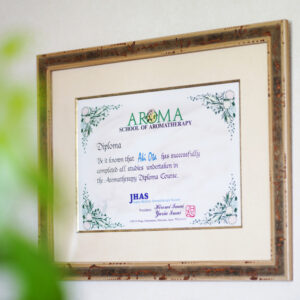 AROMA
SCHOOL OF AROMATHERAPY
Diploma
Be it known that Aki Ota has successfully
completed all studies undertaken in
the Aromatherapy Diploma Course.
JHAS
President